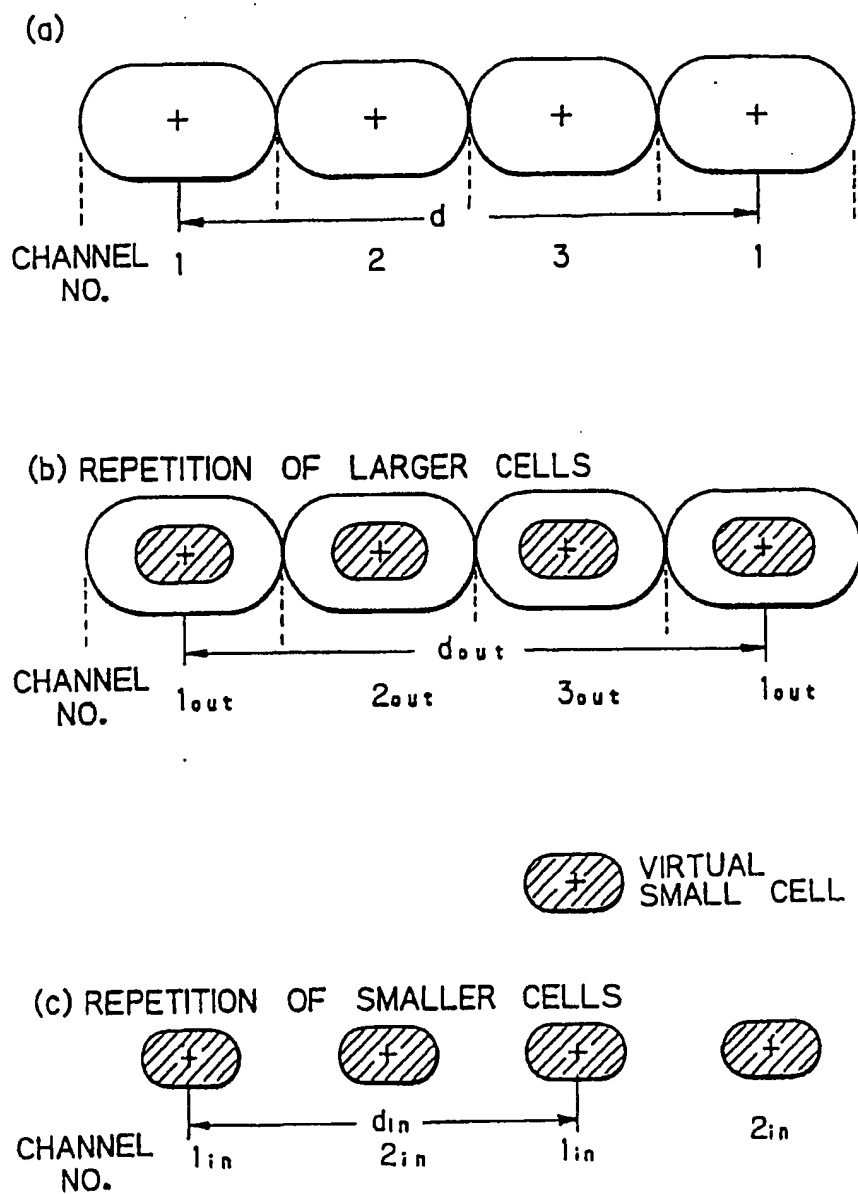 (a)
d
CHANNEL NO. 1 2 3 1
(b) REPETITION OF LARGER CELLS
dout
CHANNEL NO. 1out 2out 3out 1out
VIRTUAL
SMALL CELL
(c) REPETITION OF SMALLER CELLS
din
CHANNEL NO. 1in 2in 1in 2in